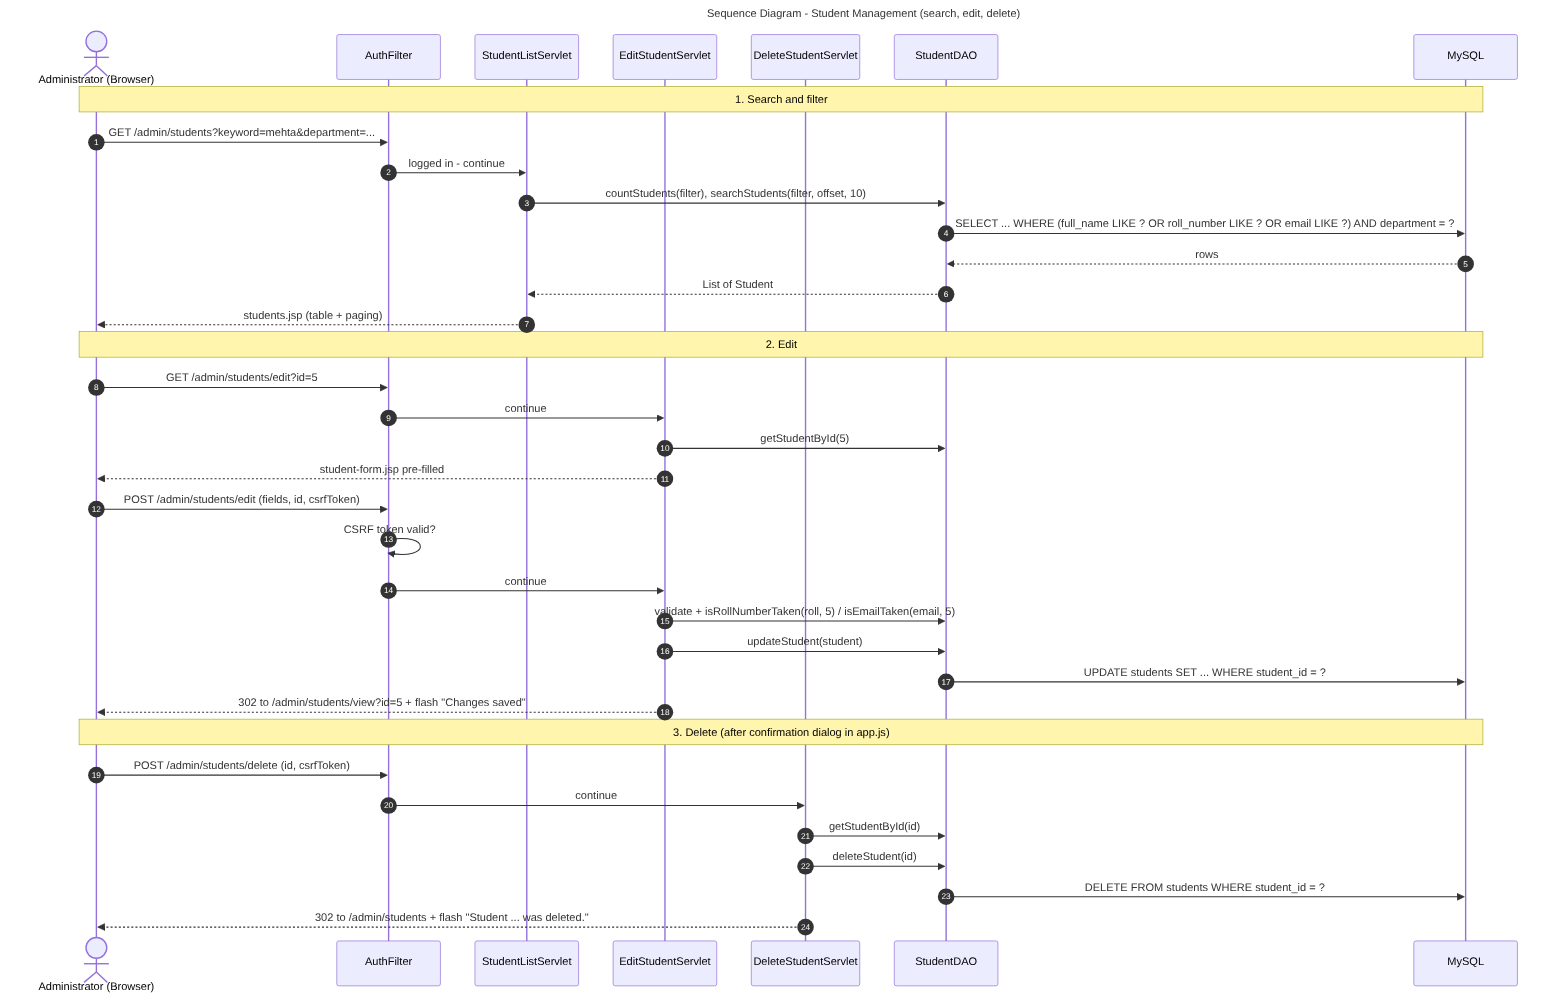 Sequence Diagram - Student Management (search, edit, delete)
Administrator (Browser)
AuthFilter
StudentListServlet
EditStudentServlet
DeleteStudentServlet
StudentDAO
MySQL
1. Search and filter
1 GET /admin/students?keyword=mehta&department=...
2 logged in - continue
3 countStudents(filter), searchStudents(filter, offset, 10)
4 SELECT ... WHERE (full_name LIKE ? OR roll_number LIKE ? OR email LIKE ?) AND department = ?
rows 5
List of Student 6
students.jsp (table + paging) 7
2. Edit
8 GET /admin/students/edit?id=5
9 continue
10 getStudentById(5)
student-form.jsp pre-filled 11
12 POST /admin/students/edit (fields, id, csrfToken)
CSRF token valid?
13
14 continue
validate + isRollNumberTaken(roll, 5) / isEmailTaken(email, 5)
15
16 updateStudent(student)
17 UPDATE students SET ... WHERE student_id = ?
302 to /admin/students/view?id=5 + flash "Changes saved" 18
3. Delete (after confirmation dialog in app.js)
19 POST /admin/students/delete (id, csrfToken)
20 continue
21 getStudentById(id)
22 deleteStudent(id)
23 DELETE FROM students WHERE student_id = ?
302 to /admin/students + flash "Student ... was deleted." 24
Administrator (Browser)
AuthFilter
StudentListServlet
EditStudentServlet
DeleteStudentServlet
StudentDAO
MySQL